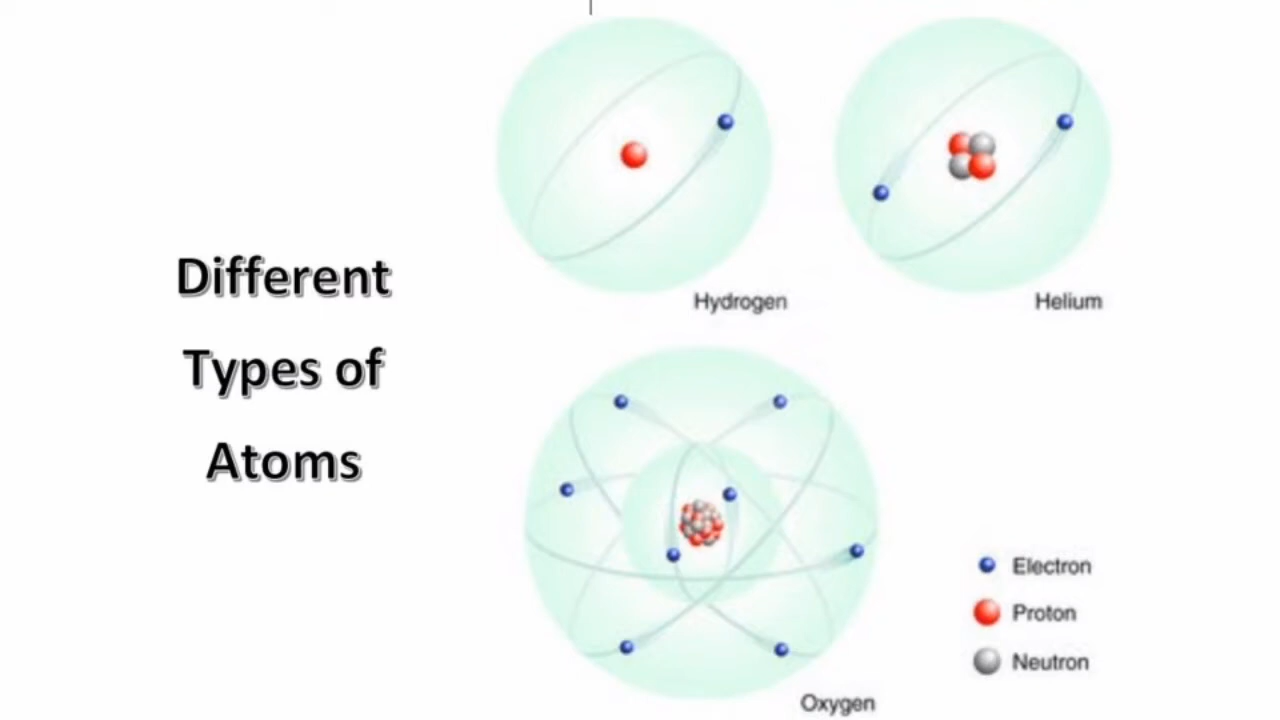 Different
Types of
Atoms
Hydrogen
Helium
Oxygen
Electron
Proton
Neutron